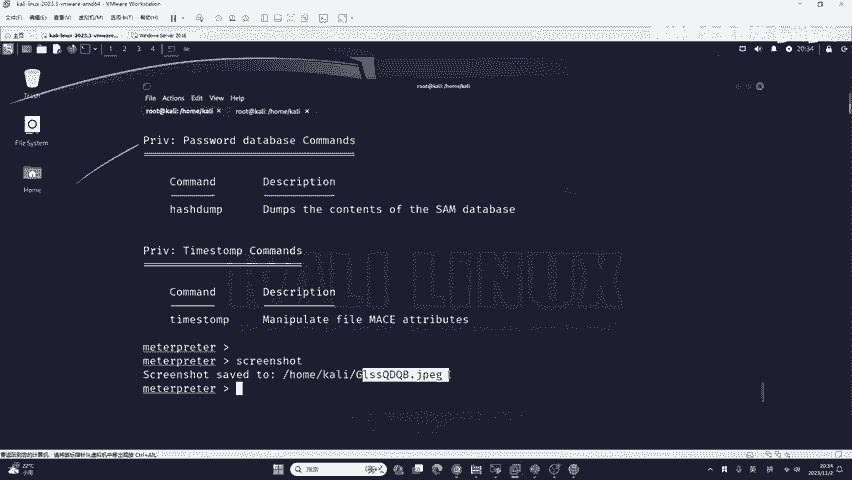 kali-linux-2023.3-vmware-amd64 - VMware Workstation
文件(F) 编辑(E) 查看(V) 虚拟机(M) 选项卡(T) 帮助(H)
主页 kali-linux-2023.3-vmware... Windows Server 2016
1 2 3 4 20:34
Trash
File System
Home
root@kali: /home/kali
File Actions Edit View Help
root@kali: /home/kali × root@kali: /home/kali ×
Priv: Password database Commands
Command Description
hashdump Dumps the contents of the SAM database
Priv: Timestomp Commands
Command Description
timestomp Manipulate file MACE attributes
KALI LINUX
meterpreter >
meterpreter > screenshot
Screenshot saved to: /home/kali/GlssQDQB.jpeg
meterpreter >
要返回到您的计算机，请将鼠标指针从虚拟机中移出或按 Ctrl+Alt。
22°C
小雨
搜索
英
20:34
2023/11/2